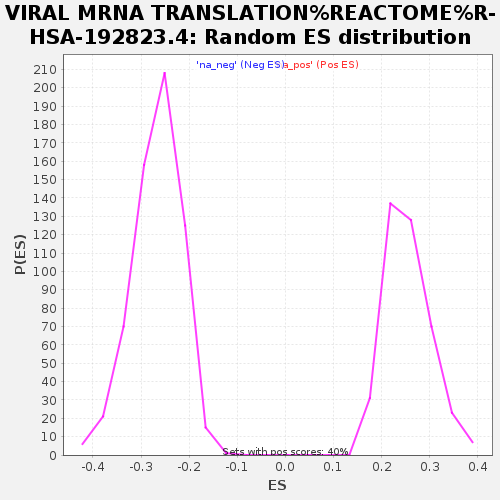 VIRAL MRNA TRANSLATION%REACTOME%R-
HSA-192823.4: Random ES distribution
'na_neg' (Neg ES)
a_pos' (Pos ES)
210
200
190
180
170
160
150
140
130
120
110
100
90
80
70
60
50
40
30
20
10
0
P(ES)
Sets with pos scores: 40%
-0.4 -0.3 -0.2 -0.1 0.0 0.1 0.2 0.3 0.4
ES